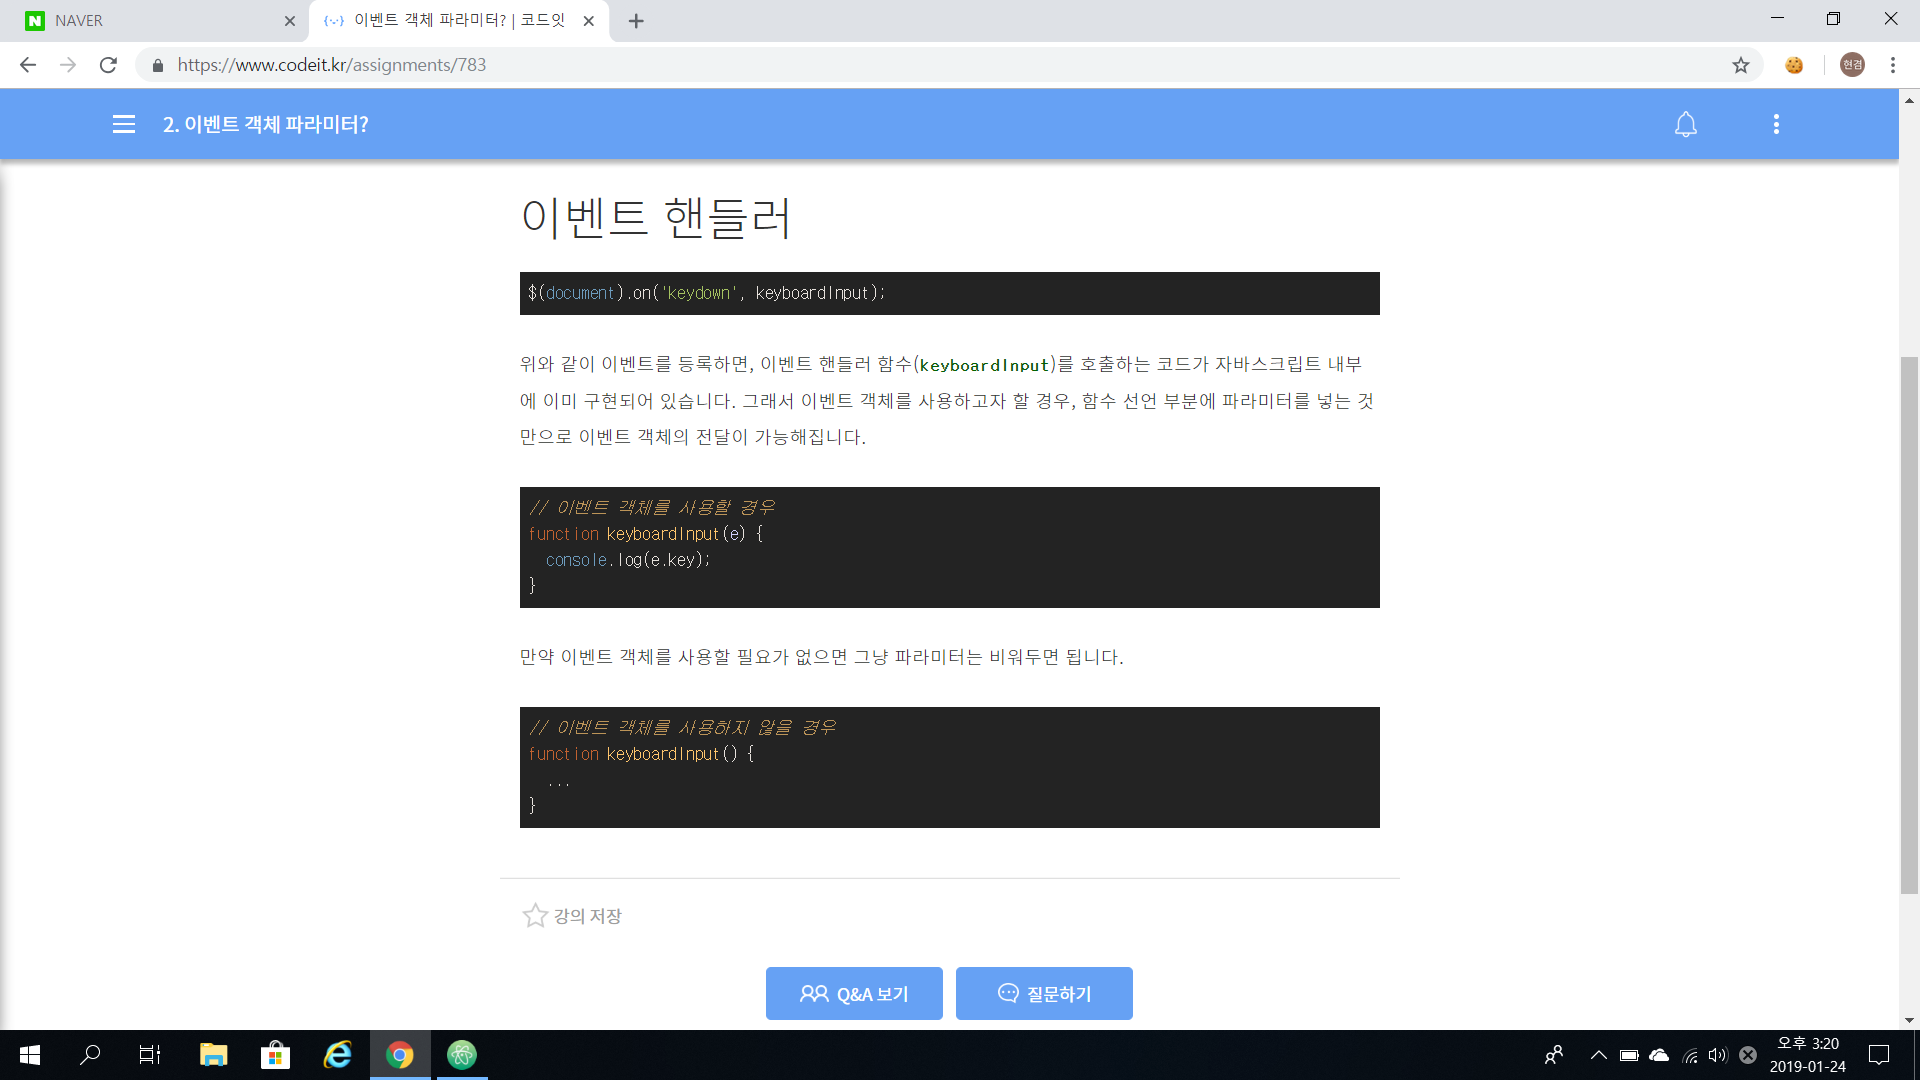 NAVER
이벤트 객체 파라미터? | 코드잇
https://www.codeit.kr/assignments/783
현겸
2. 이벤트 객체 파라미터?
이벤트 핸들러
$(document).on('keydown', keyboardInput);
위와 같이 이벤트를 등록하면, 이벤트 핸들러 함수(keyboardInput)를 호출하는 코드가 자바스크립트 내부
에 이미 구현되어 있습니다. 그래서 이벤트 객체를 사용하고자 할 경우, 함수 선언 부분에 파라미터를 넣는 것
만으로 이벤트 객체의 전달이 가능해집니다.
// 이벤트 객체를 사용할 경우
function keyboardInput(e) {
  console.log(e.key);
}
만약 이벤트 객체를 사용할 필요가 없으면 그냥 파라미터는 비워두면 됩니다.
// 이벤트 객체를 사용하지 않을 경우
function keyboardInput() {
  ...
}
강의 저장
Q&A 보기
질문하기
오후 3:20
2019-01-24